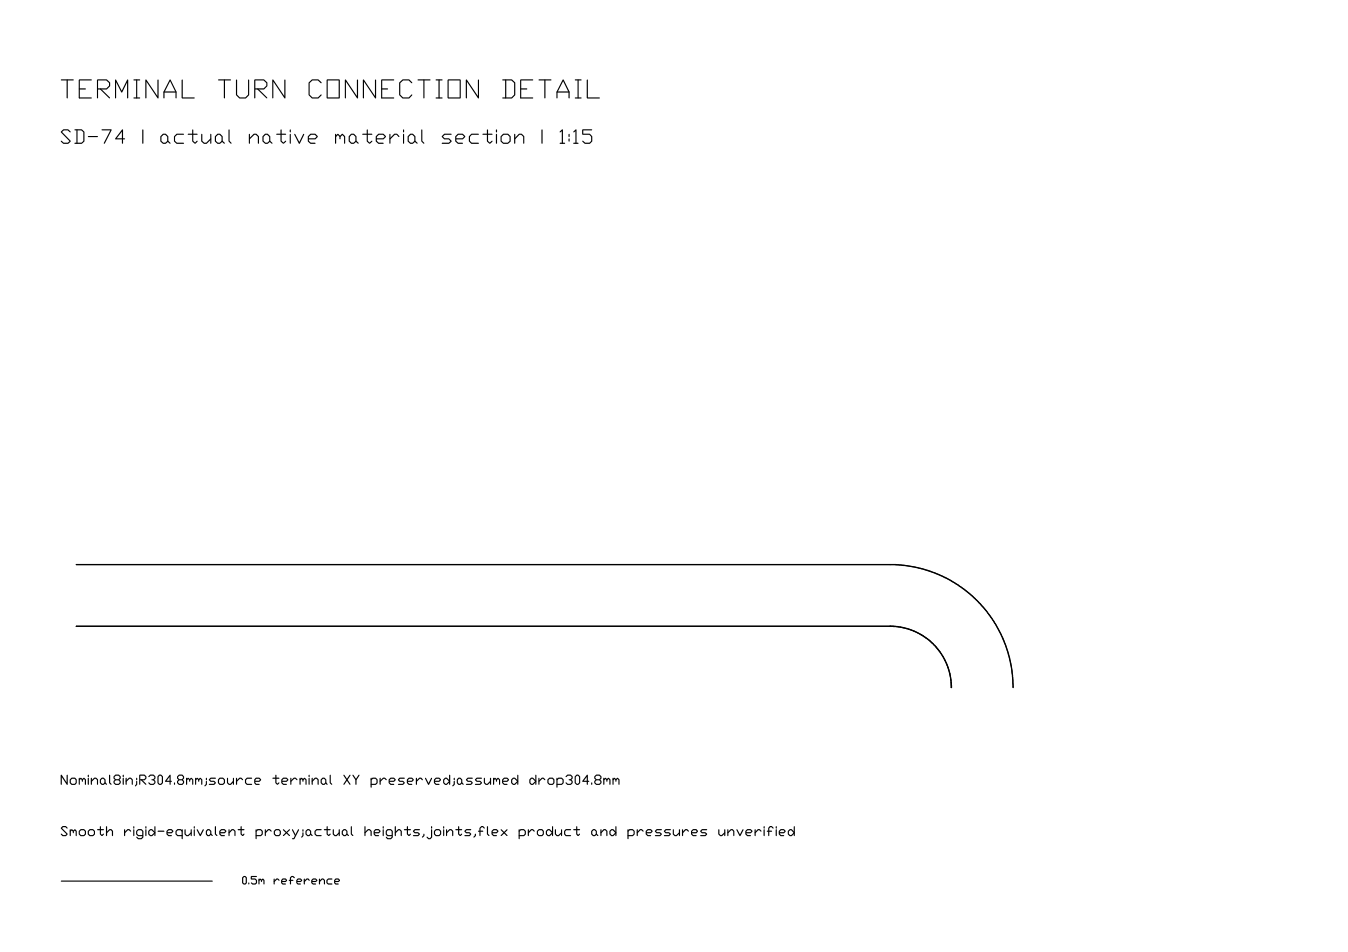 TERMINAL TURN CONNECTION DETAIL
SD-74 | actual native material section | 1:15
Nominal8in;R304.8mm;source terminal XY preserved;assumed drop304.8mm
Smooth rigid-equivalent proxy;actual heights,joints,flex product and pressures unverified
0.5m reference